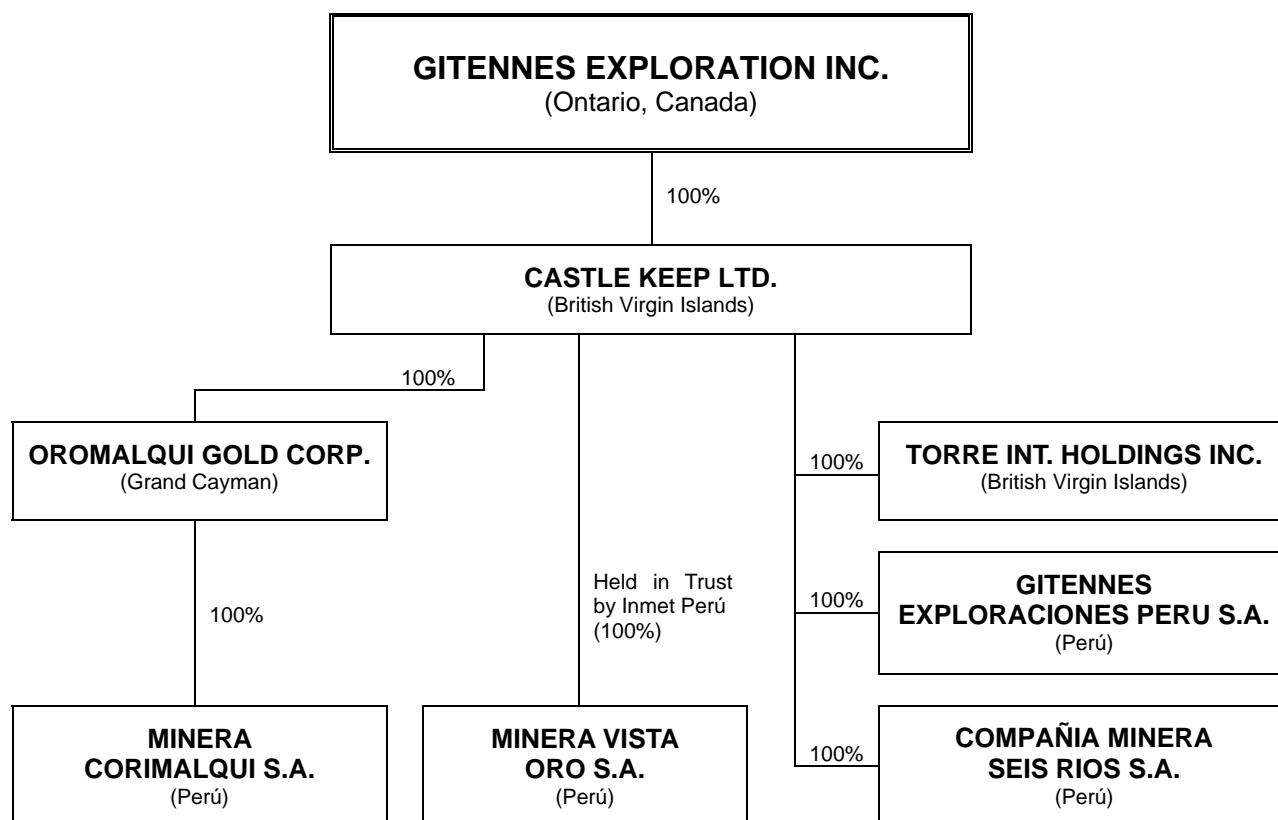 GITENNES EXPLORATION INC.
(Ontario, Canada)
100%
CASTLE KEEP LTD.
(British Virgin Islands)
100%
OROMALQUI GOLD CORP.
(Grand Cayman)
100%
TORRE INT. HOLDINGS INC.
(British Virgin Islands)
100%
Held in Trust
by Inmet Perú
(100%)
100%
GITENNES
EXPLORACIONES PERU S.A.
(Perú)
MINERA
CORIMALQUI S.A.
(Perú)
MINERA VISTA
ORO S.A.
(Perú)
100%
COMPAÑIA MINERA
SEIS RIOS S.A.
(Perú)